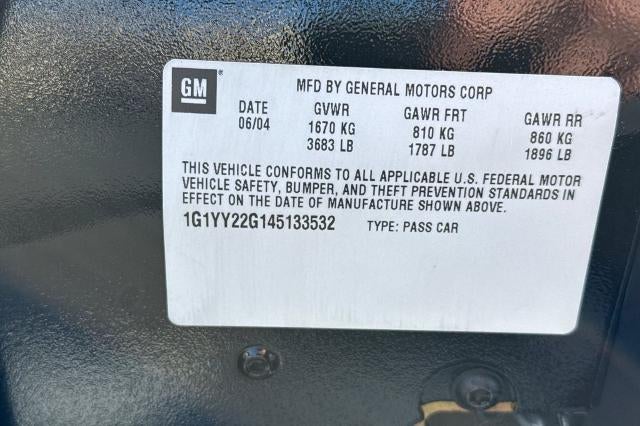 GM®
MFD BY GENERAL MOTORS CORP
DATE GVWR GAWR FRT GAWR RR
06/04 1670 KG 810 KG 860 KG
3683 LB 1787 LB 1896 LB
THIS VEHICLE CONFORMS TO ALL APPLICABLE U.S. FEDERAL MOTOR
VEHICLE SAFETY, BUMPER, AND THEFT PREVENTION STANDARDS IN
EFFECT ON THE DATE OF MANUFACTURE SHOWN ABOVE.
1G1YY22G145133532 TYPE: PASS CAR